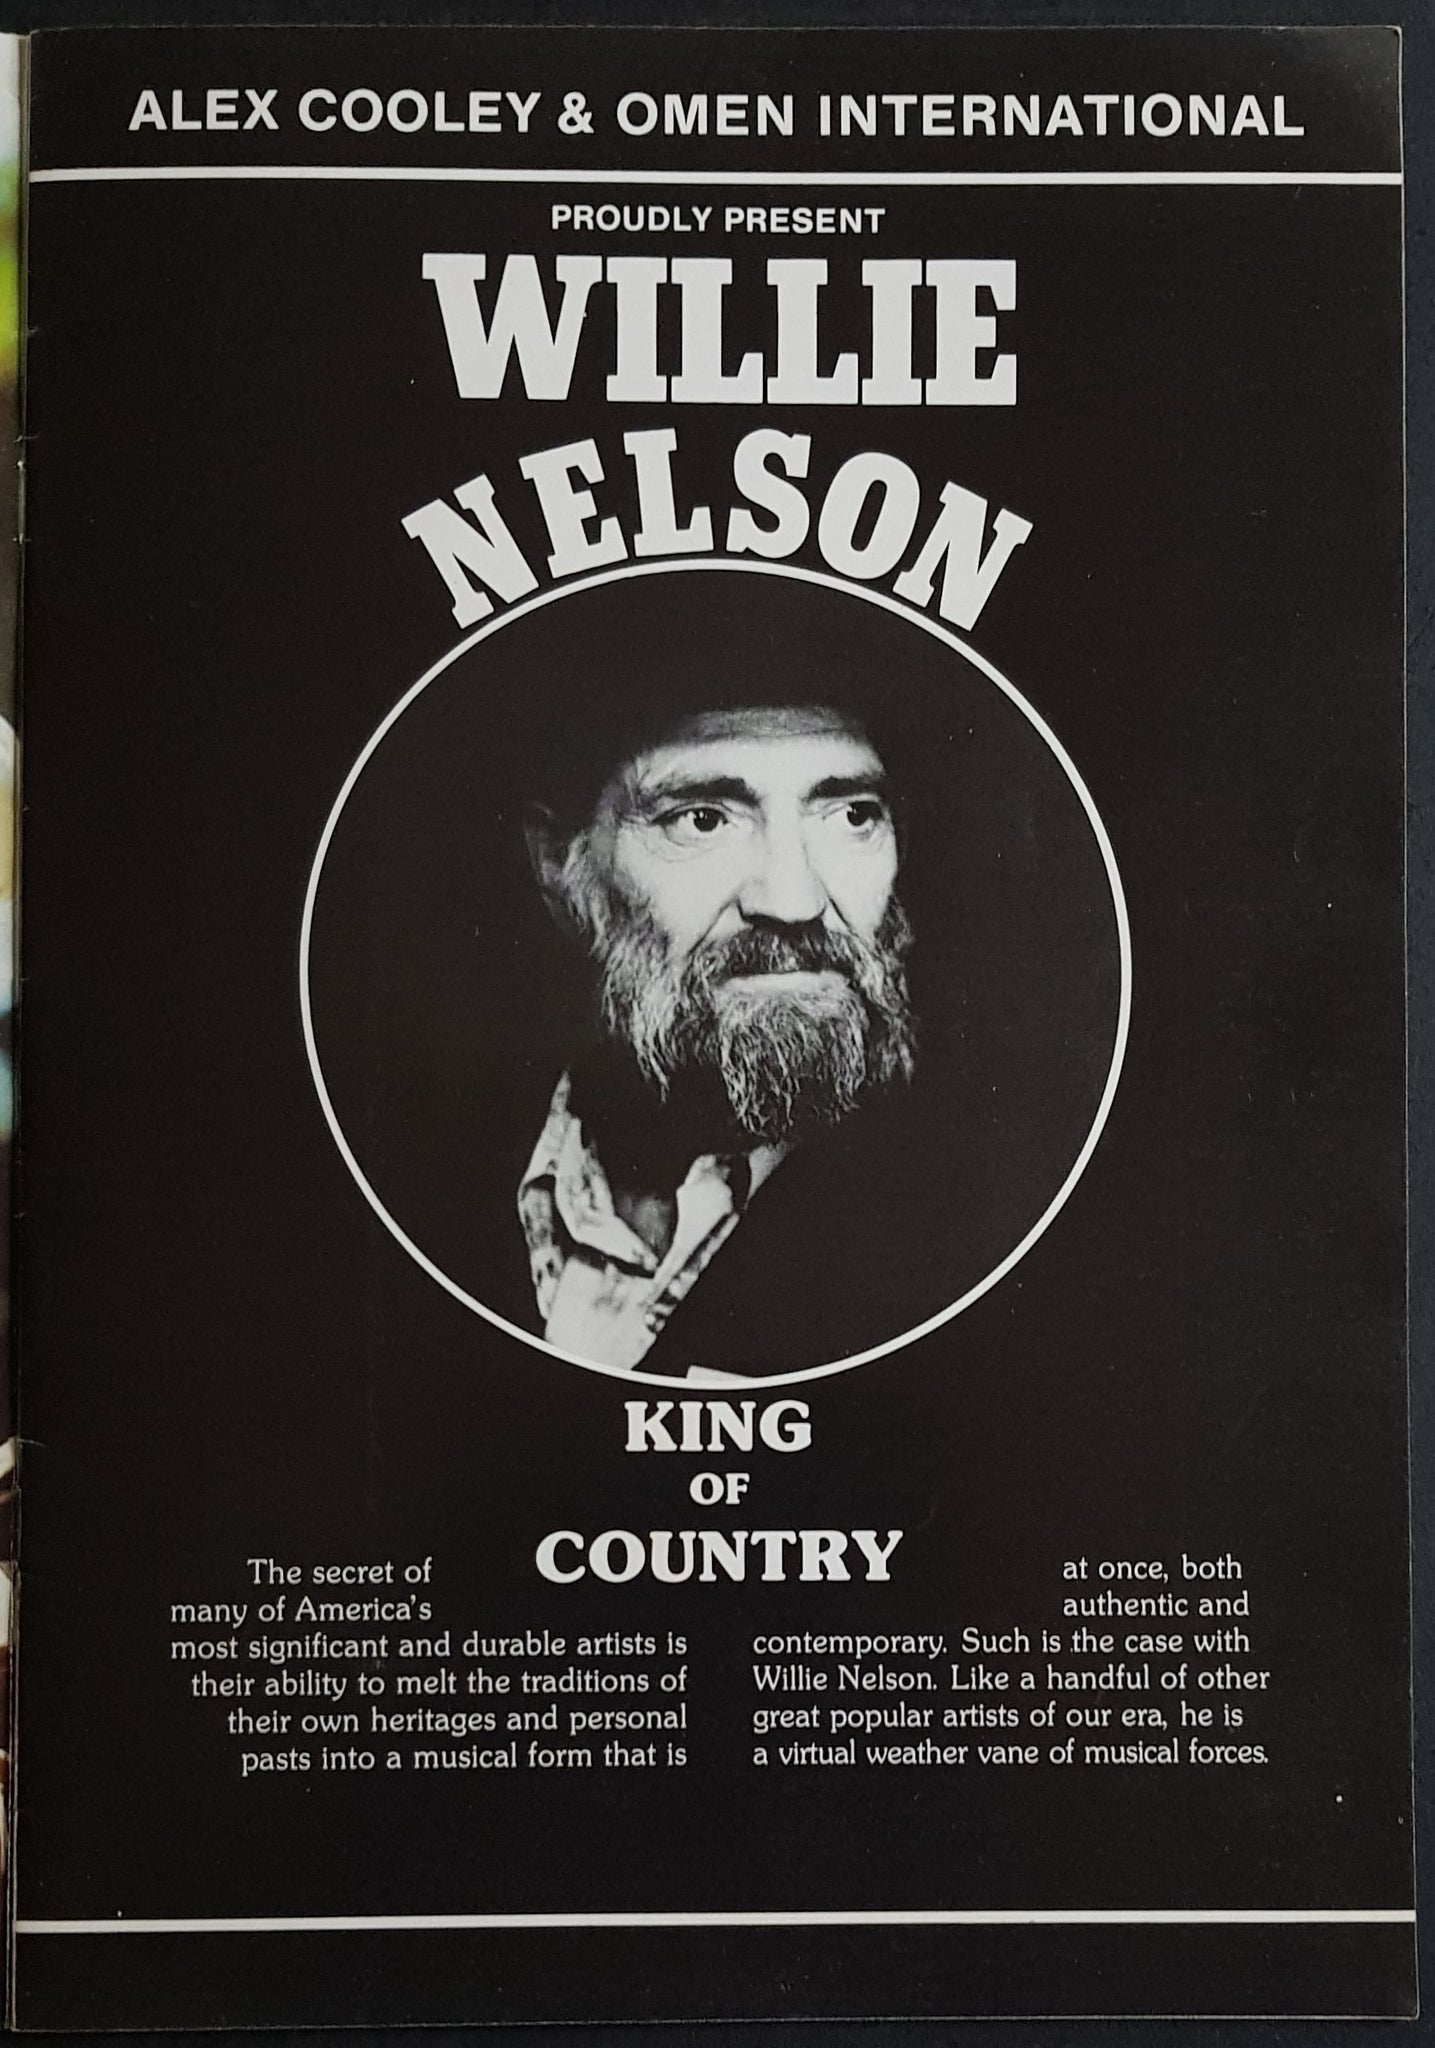 ALEX COOLEY & OMEN INTERNATIONAL
PROUDLY PRESENT
WILLIE
NELSON
KING
OF
COUNTRY
The secret of
many of America's
most significant and durable artists is
their ability to melt the traditions of
their own heritages and personal
pasts into a musical form that is
at once, both
authentic and
contemporary. Such is the case with
Willie Nelson. Like a handful of other
great popular artists of our era, he is
a virtual weather vane of musical forces.